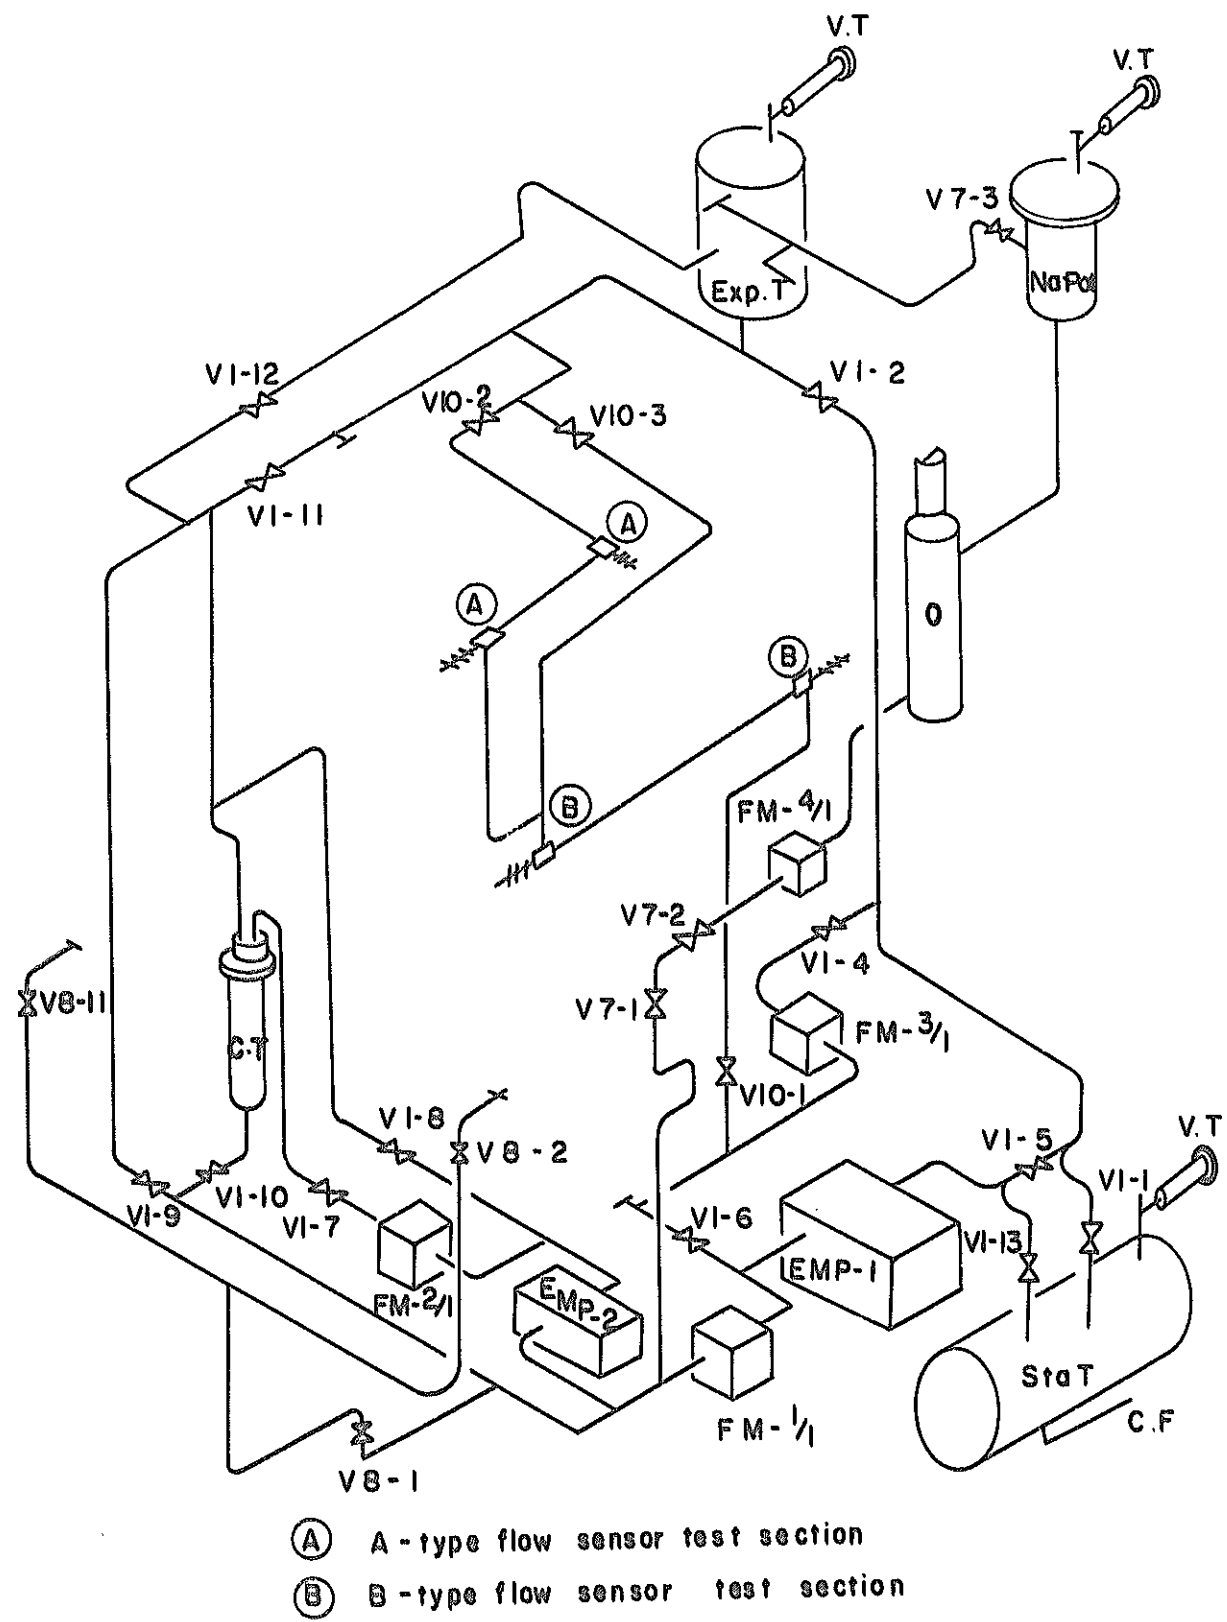 V.T
V.T
V7-3
NaPot
Exp.T
V1-12
V1-2
V10-2
V10-3
V1-11
A
A
O
B
B
FM-4/1
V7-2
V1-4
V8-11
V7-1
FM-3/1
C.T
V10-1
V1-8
V8-2
V1-5
V.T
V1-1
V1-10
V1-7
V1-9
V1-6
V1-13
EMP-1
FM-2/1
EMP-2
StaT
C.F
FM-1/1
V8-1
A A-type flow sensor test section
B B-type flow sensor test section